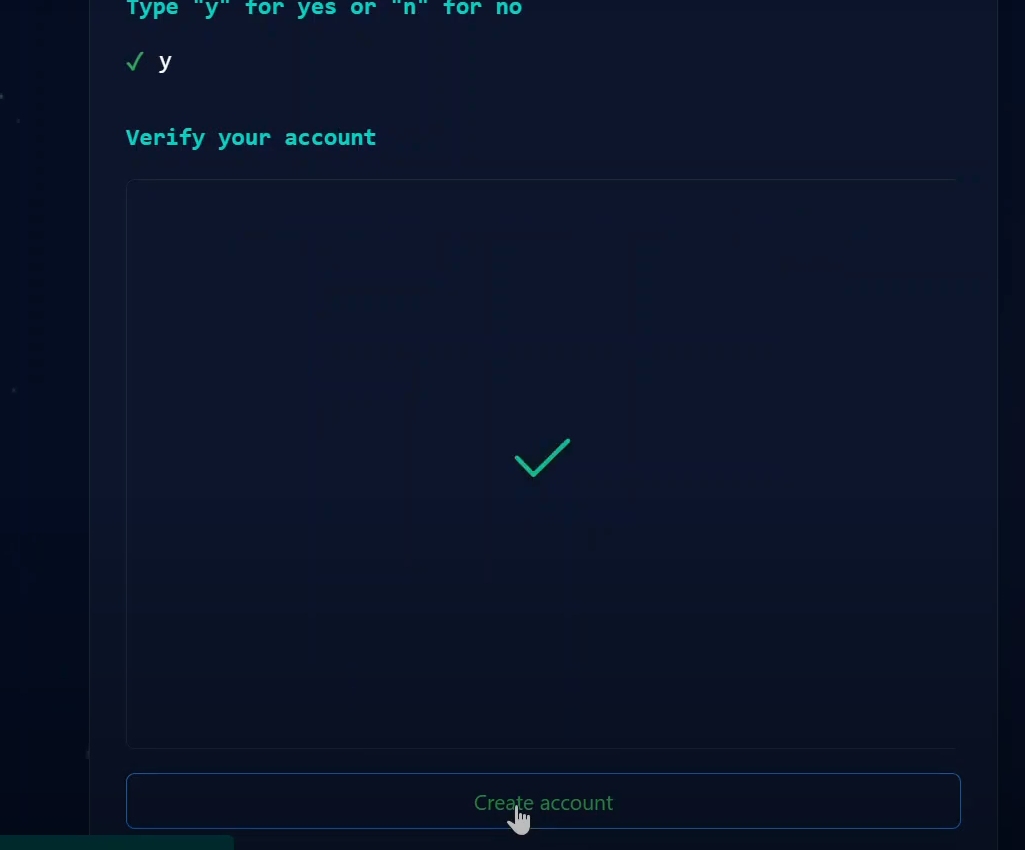 Type "y" for yes or "n" for no
✓ y
Verify your account
Create account